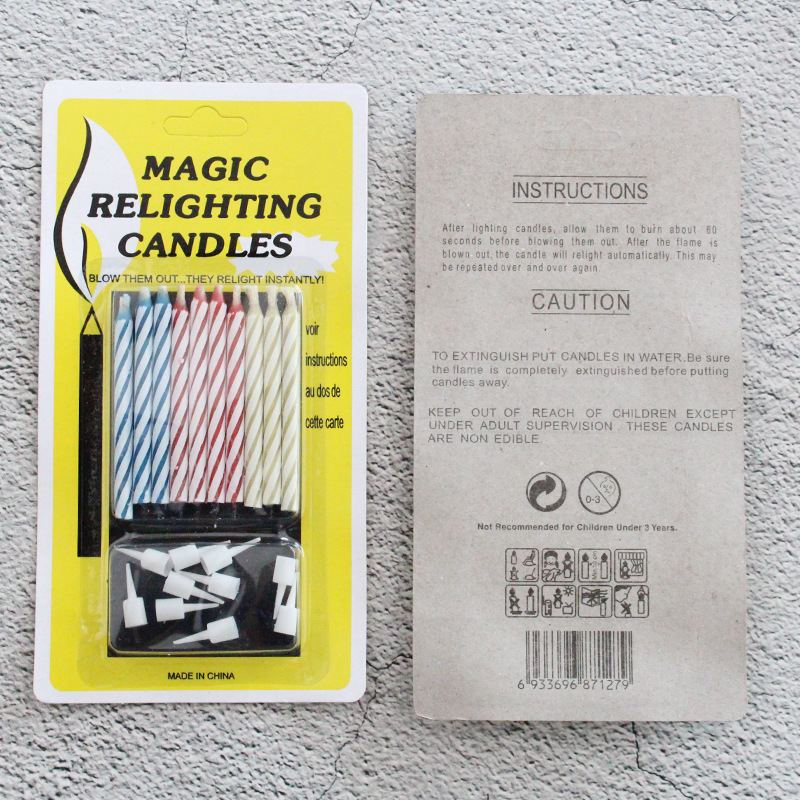 MAGIC
RELIGHTING
CANDLES
BLOW THEM OUT...THEY RELIGHT INSTANTLY!
voir
instructions
au dos de
cette carte
MADE IN CHINA
INSTRUCTIONS
After lighting candles, allow them to burn about 60
seconds before blowing them out. After the flame is
blown out, the candle will relight automatically. This may
be repeated over and over again.
CAUTION
TO EXTINGUISH PUT CANDLES IN WATER.Be sure
the flame is completely extinguished before putting
candles away.
KEEP OUT OF REACH OF CHILDREN EXCEPT
UNDER ADULT SUPERVISION . THESE CANDLES
ARE NON EDIBLE.
0-3
Not Recommended for Children Under 3 Years.
6 933696 871279